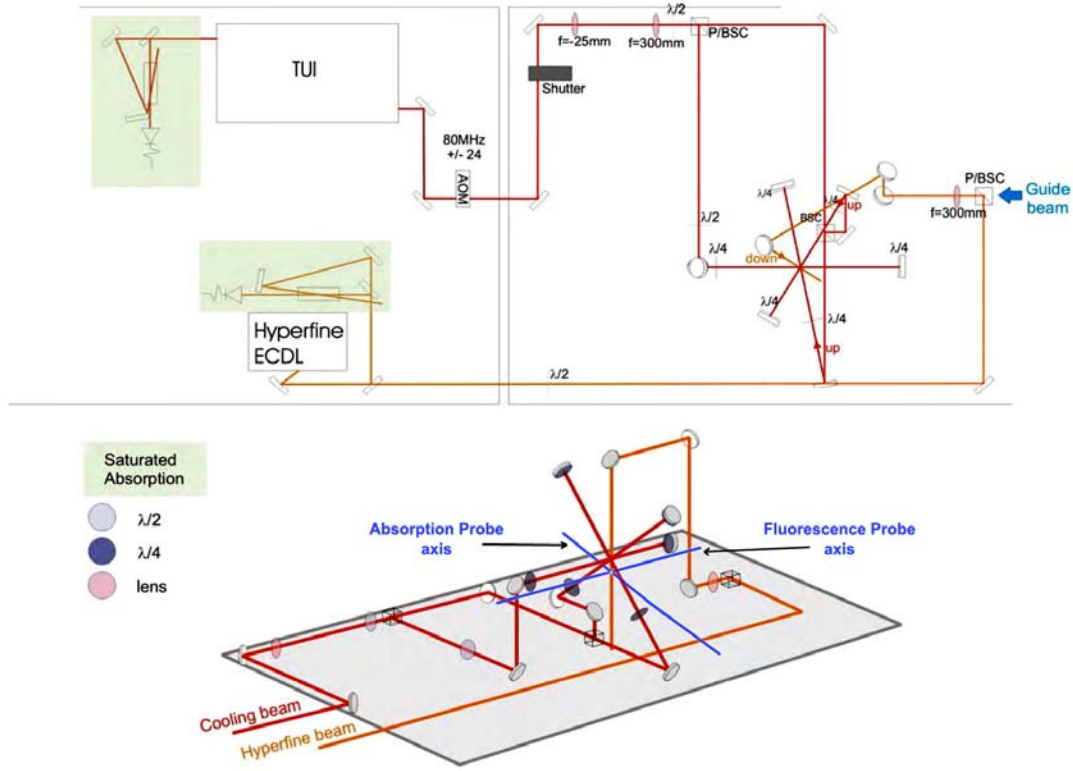 λ/2
P/BSC
f=-25mm
f=300mm
TUI
Shutter
80MHz
+/- 24
AOM
λ/4
λ/4
up
BSC
P/BSC
Guide
beam
f=300mm
λ/2
λ/4
down
λ/4
λ/4
λ/4
up
Hyperfine
ECDL
λ/2
Saturated
Absorption
λ/2
λ/4
lens
Absorption Probe
axis
Fluorescence Probe
axis
Cooling beam
Hyperfine beam